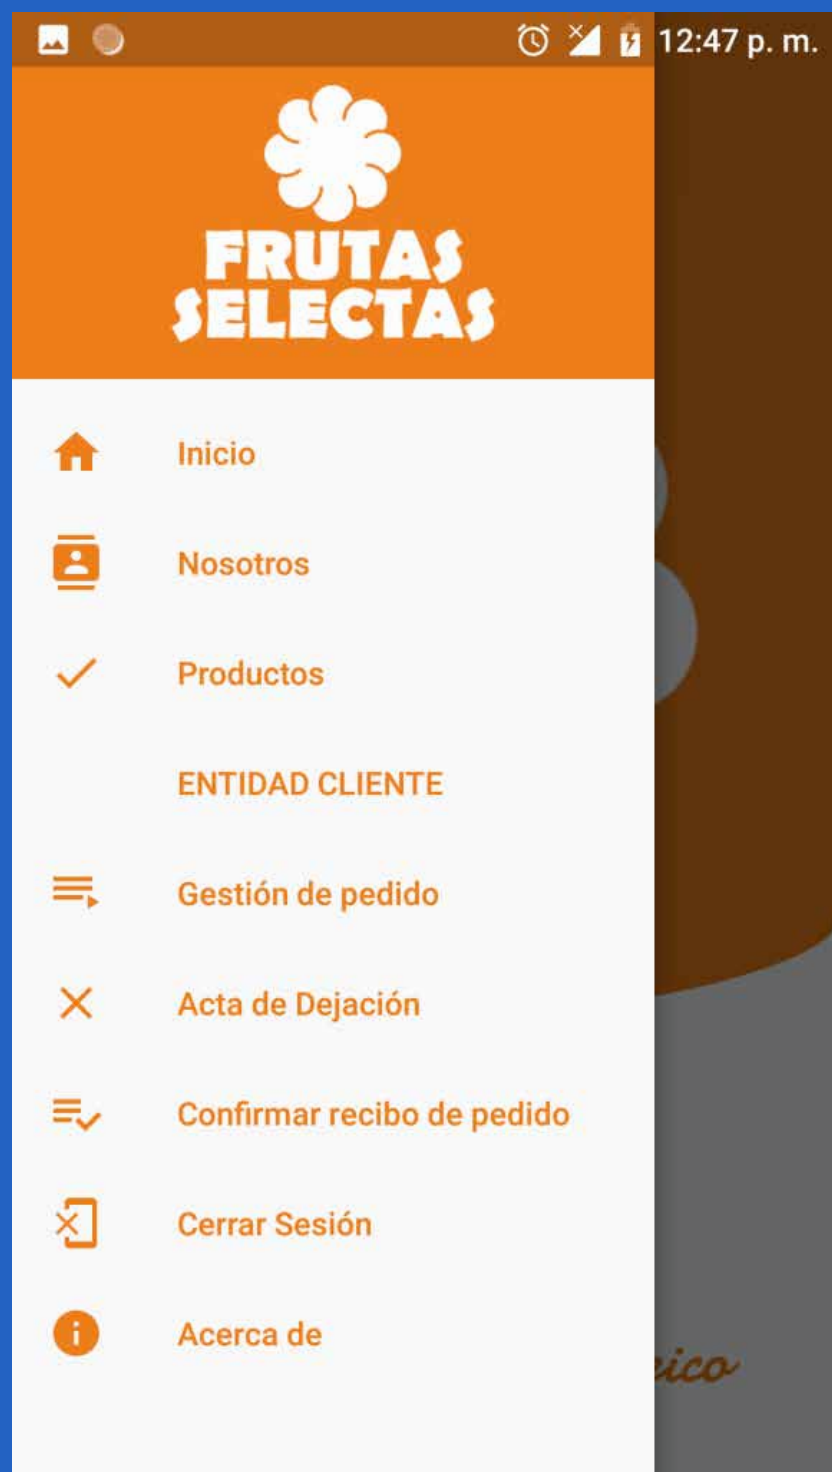 12:47 p. m.
FRUTAS
SELECTAS
Inicio
Nosotros
Productos
ENTIDAD CLIENTE
Gestión de pedido
Acta de Dejación
Confirmar recibo de pedido
Cerrar Sesión
Acerca de